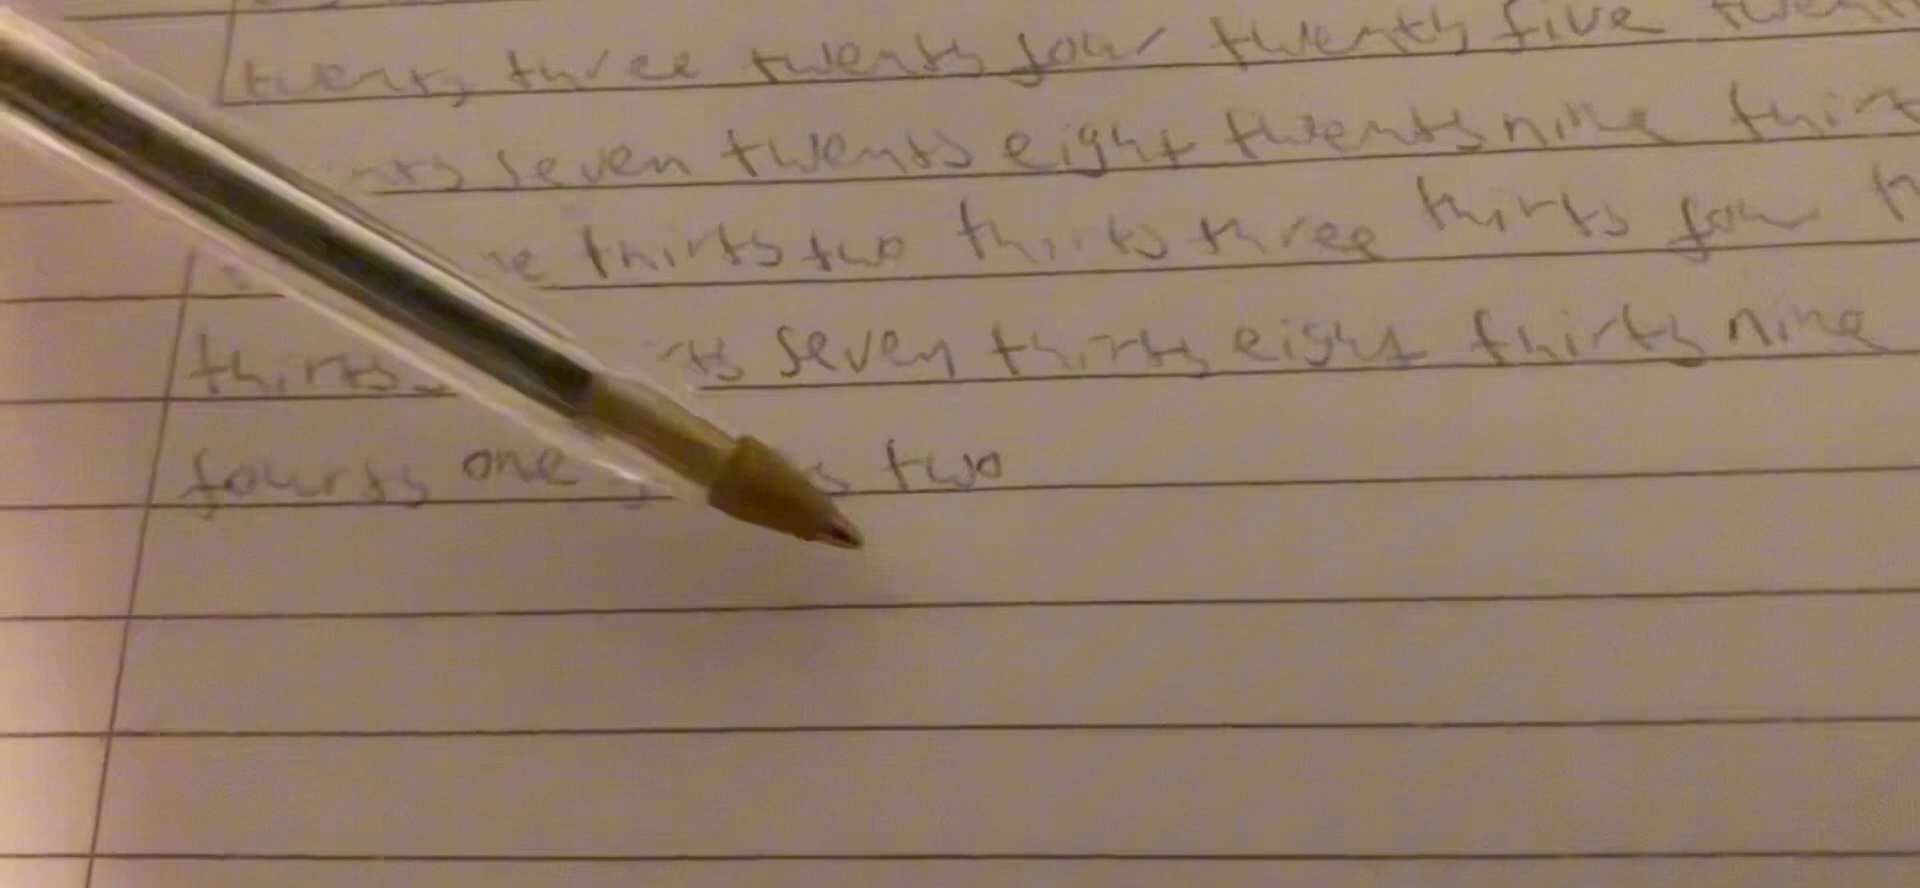 twenty three twenty four twenty five
seven twenty eight twenty nine
thirty two thirty three thirty four
seven thirty eight thirty nine
fourty one two